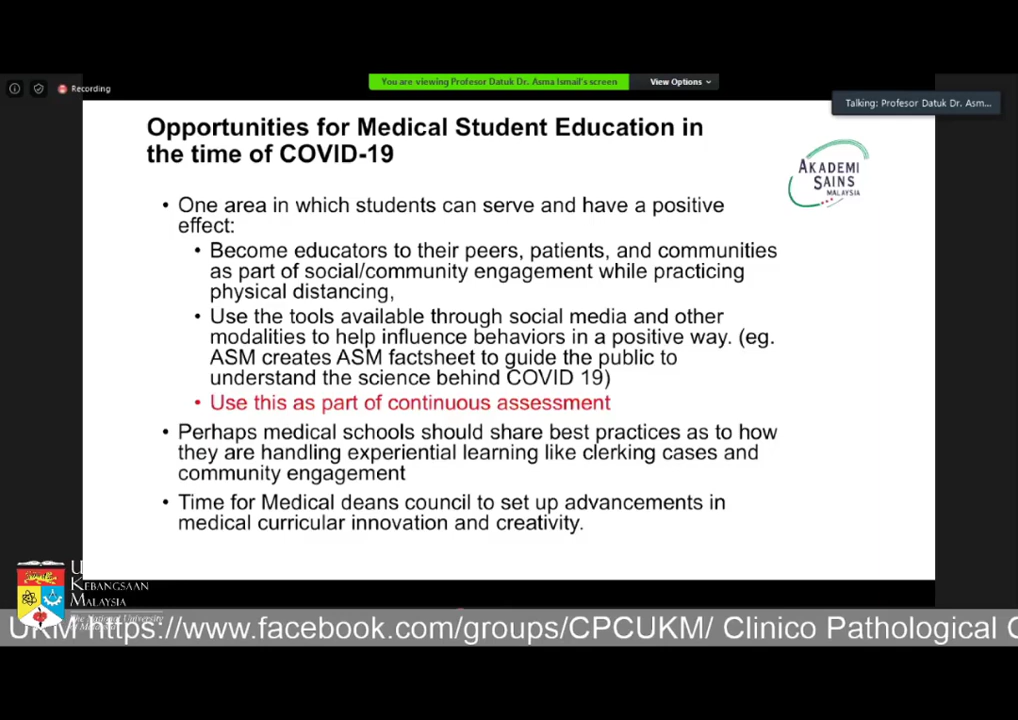 You are viewing Profesor Datuk Dr. Asma Ismail's screen
View Options
Recording
Talking: Profesor Datuk Dr. Asm...
Opportunities for Medical Student Education in
the time of COVID-19
AKADEMI
SAINS
MALAYSIA
• One area in which students can serve and have a positive
effect:
• Become educators to their peers, patients, and communities
as part of social/community engagement while practicing
physical distancing,
• Use the tools available through social media and other
modalities to help influence behaviors in a positive way. (eg.
ASM creates ASM factsheet to guide the public to
understand the science behind COVID 19)
• Use this as part of continuous assessment
• Perhaps medical schools should share best practices as to how
they are handling experiential learning like clerking cases and
community engagement
• Time for Medical deans council to set up advancements in
medical curricular innovation and creativity.
U
KEBANGSAAN
MALAYSIA
The National University
UKM https://www.facebook.com/groups/CPCUKM/ Clinico Pathological C